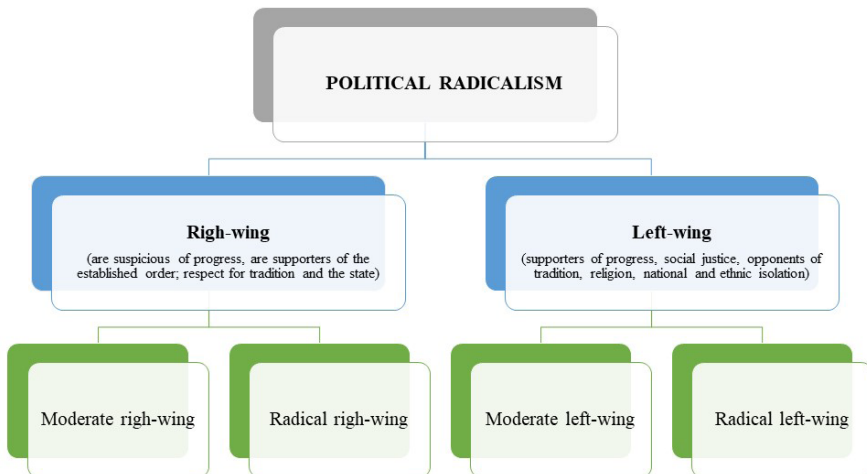 POLITICAL RADICALISM
Righ-wing
(are suspicious of progress, are supporters of the
established order; respect for tradition and the state)
Left-wing
(supporters of progress, social justice, opponents of
tradition, religion, national and ethnic isolation)
Moderate righ-wing
Radical righ-wing
Moderate left-wing
Radical left-wing